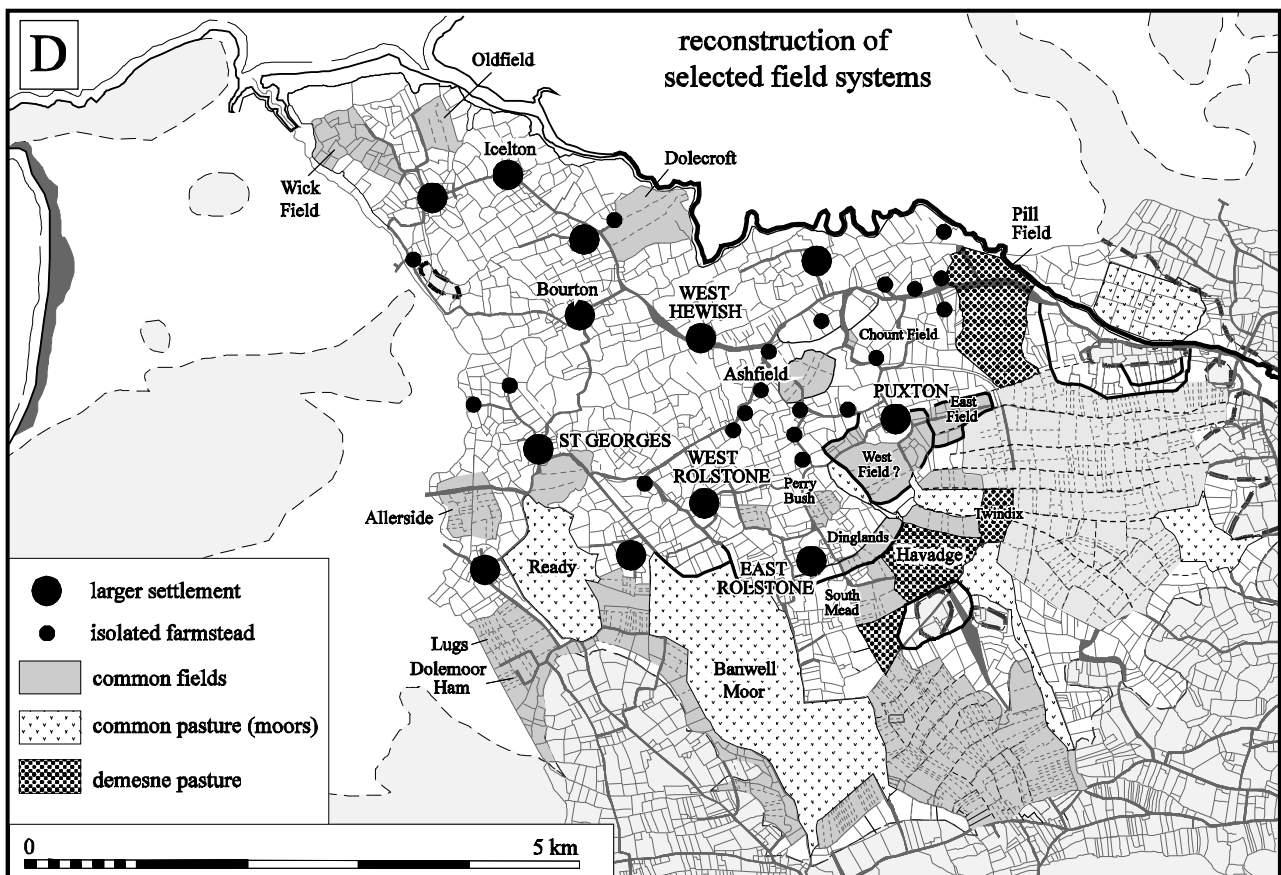 D
reconstruction of
selected field systems
Oldfield
Icelton
Dolecroft
Wick
Field
Pill
Field
Bourton
WEST
HEWISH
Chount Field
Ashfield
PUXTON
East
Field
ST GEORGES
WEST
ROLSTONE
West
Field ?
Perry
Bush
Allerside
Twindix
Dinglands
Ready
Havadge
EAST
ROLSTONE
South
Mead
Lugs
Dolemoor
Ham
Banwell
Moor
larger settlement
isolated farmstead
common fields
common pasture (moors)
demesne pasture
0
5 km